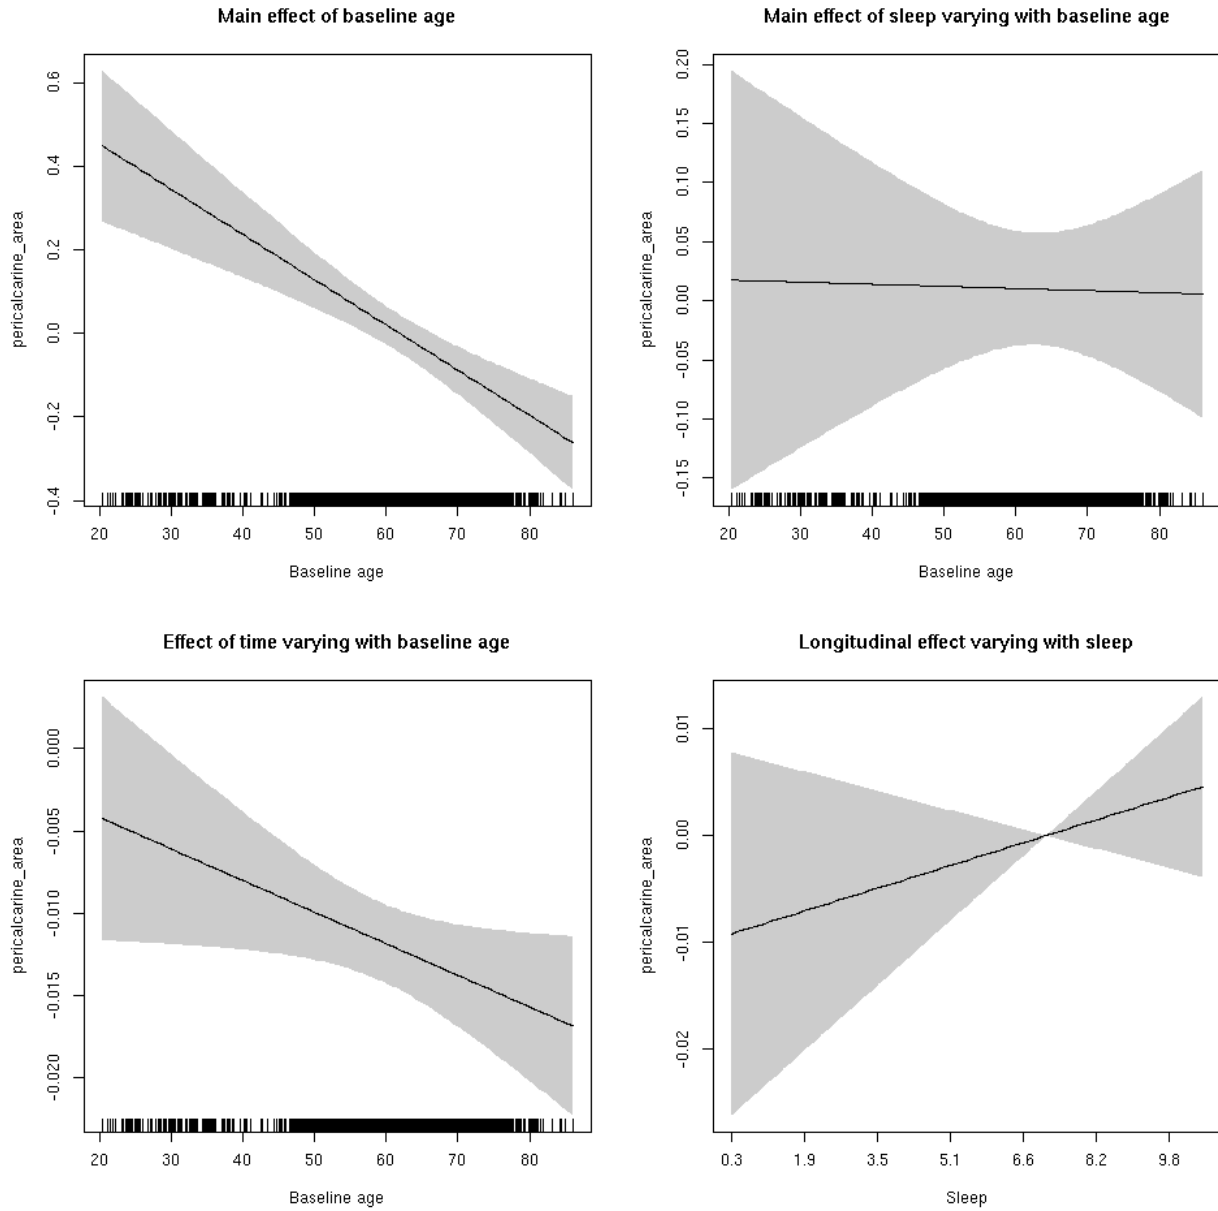 Main effect of baseline age
pericalcarine_area
0.6
0.4
0.2
0.0
-0.2
-0.4
20 30 40 50 60 70 80
Baseline age
Main effect of sleep varying with baseline age
pericalcarine_area
0.20
0.15
0.10
0.05
0.00
-0.05
-0.10
-0.15
20 30 40 50 60 70 80
Baseline age
Effect of time varying with baseline age
pericalcarine_area
0.000
-0.005
-0.010
-0.015
-0.020
20 30 40 50 60 70 80
Baseline age
Longitudinal effect varying with sleep
pericalcarine_area
0.01
0.00
-0.01
-0.02
0.3 1.9 3.5 5.1 6.6 8.2 9.8
Sleep